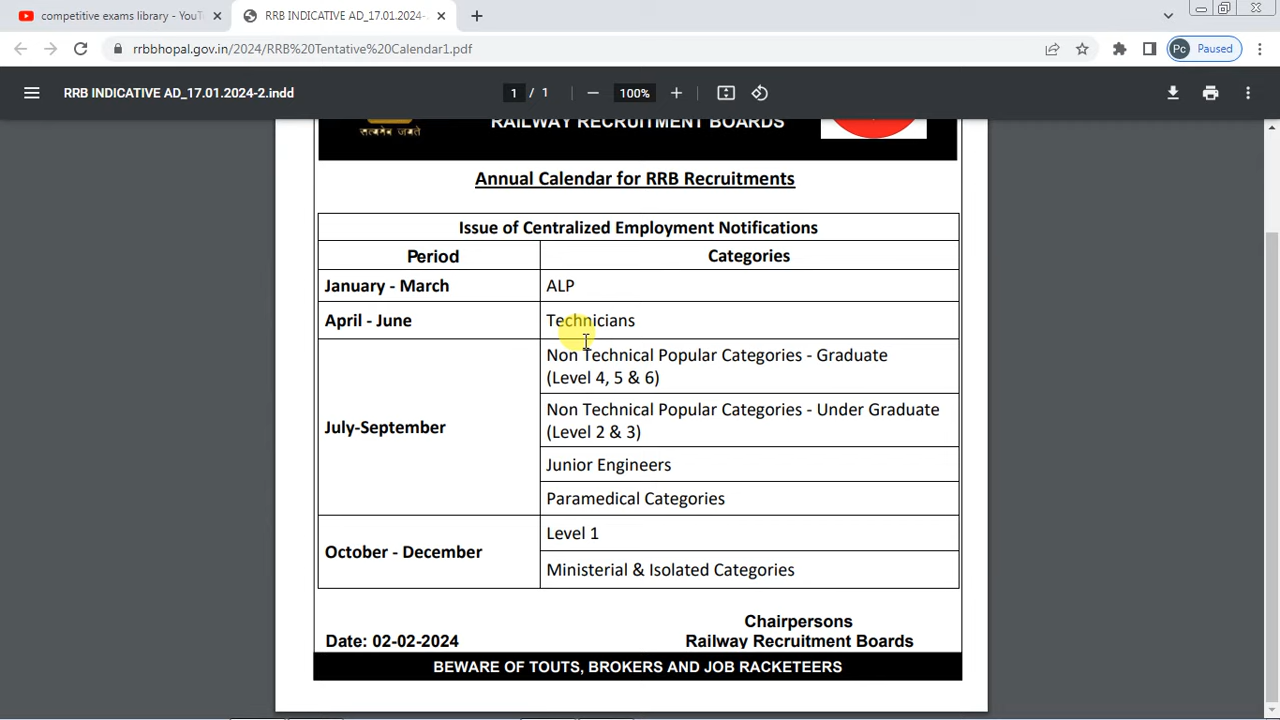 competitive exams library - YouT
RRB INDICATIVE AD_17.01.2024-
rrbbhopal.gov.in/2024/RRB%20Tentative%20Calendar1.pdf
Pc Paused
RRB INDICATIVE AD_17.01.2024-2.indd
1 / 1
100%
सत्यमेव जयते
RAILWAY RECRUITMENT BOARDS
Annual Calendar for RRB Recruitments
Issue of Centralized Employment Notifications
Period Categories
January - March ALP
April - June Technicians
July-September
Non Technical Popular Categories - Graduate
(Level 4, 5 & 6)
Non Technical Popular Categories - Under Graduate
(Level 2 & 3)
Junior Engineers
Paramedical Categories
October - December
Level 1
Ministerial & Isolated Categories
Chairpersons
Date: 02-02-2024 Railway Recruitment Boards
BEWARE OF TOUTS, BROKERS AND JOB RACKETEERS